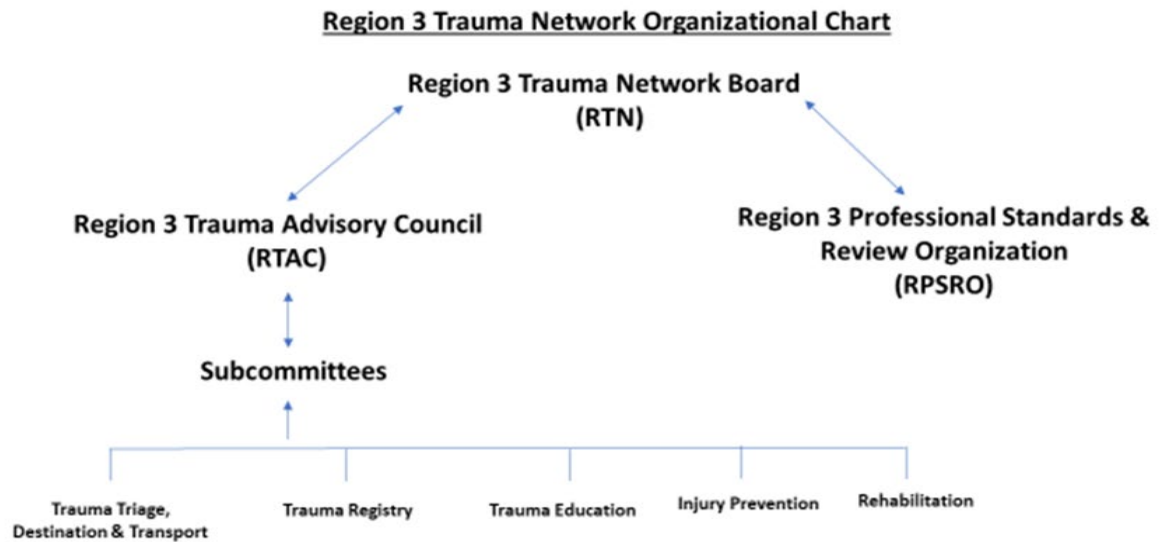 Region 3 Trauma Network Organizational Chart
Region 3 Trauma Network Board
(RTN)
Region 3 Trauma Advisory Council
(RTAC)
Region 3 Professional Standards &
Review Organization
(RPSRO)
Subcommittees
Trauma Triage,
Destination & Transport
Trauma Registry
Trauma Education
Injury Prevention
Rehabilitation